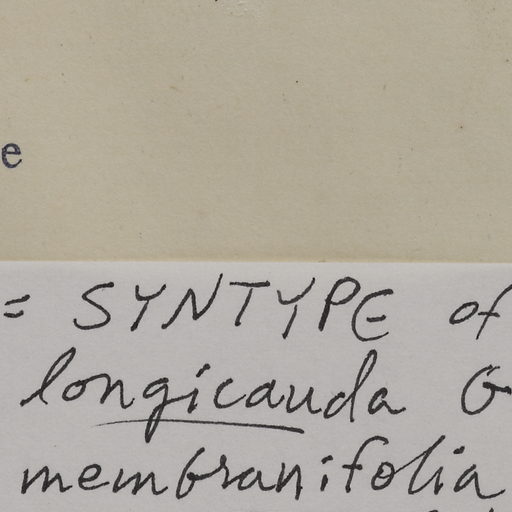 e
= SYNTYPE of
longicauda G
membranifolia